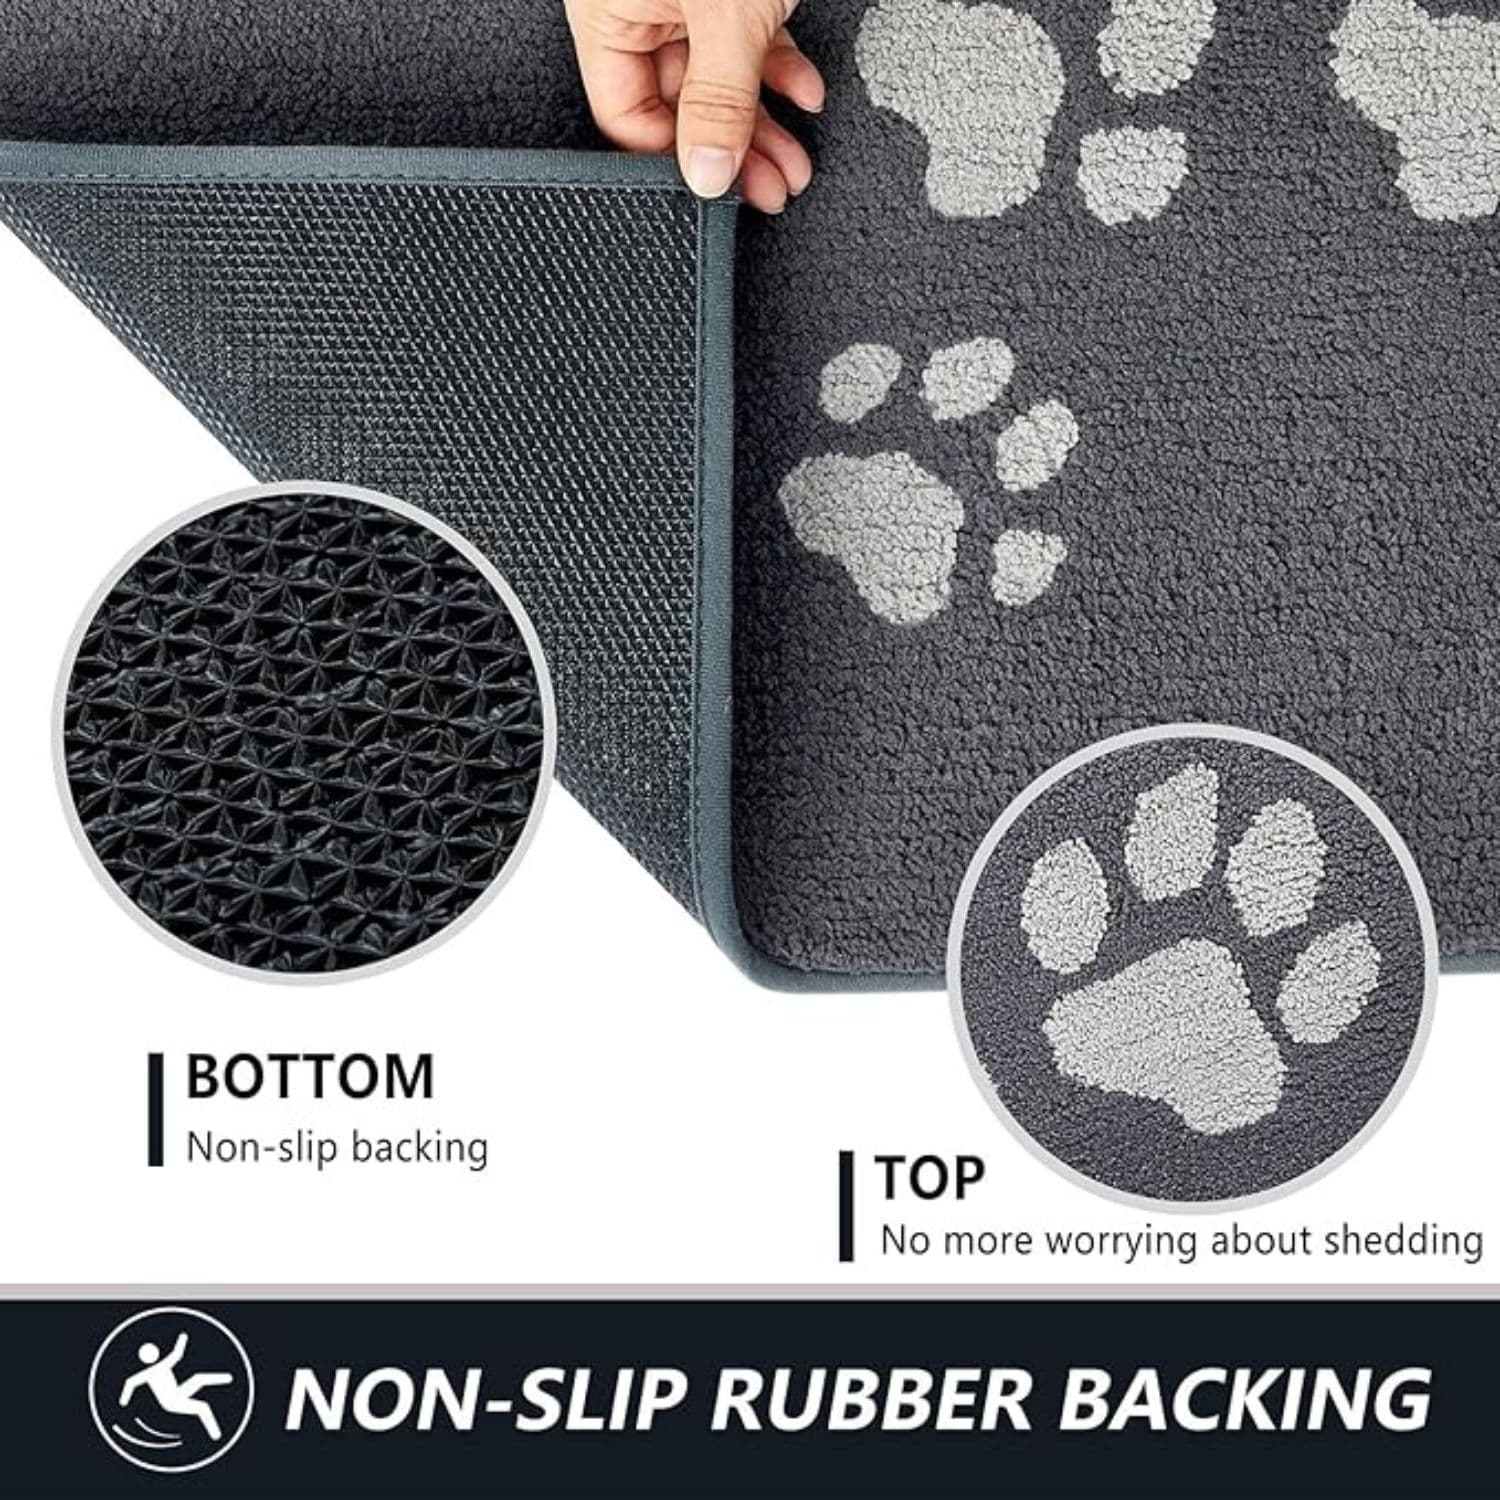 BOTTOM
Non-slip backing
TOP
No more worrying about shedding
NON-SLIP RUBBER BACKING